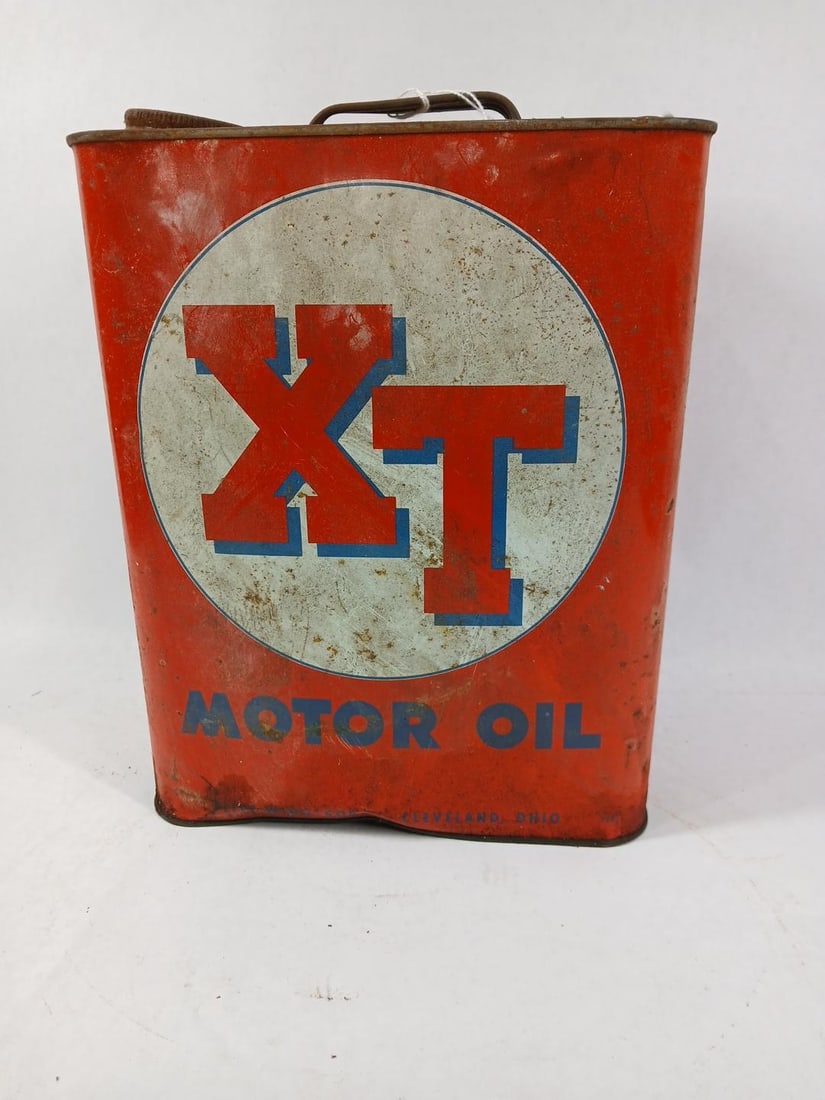 XT
MOTOR OIL
CLEVELAND, OHIO